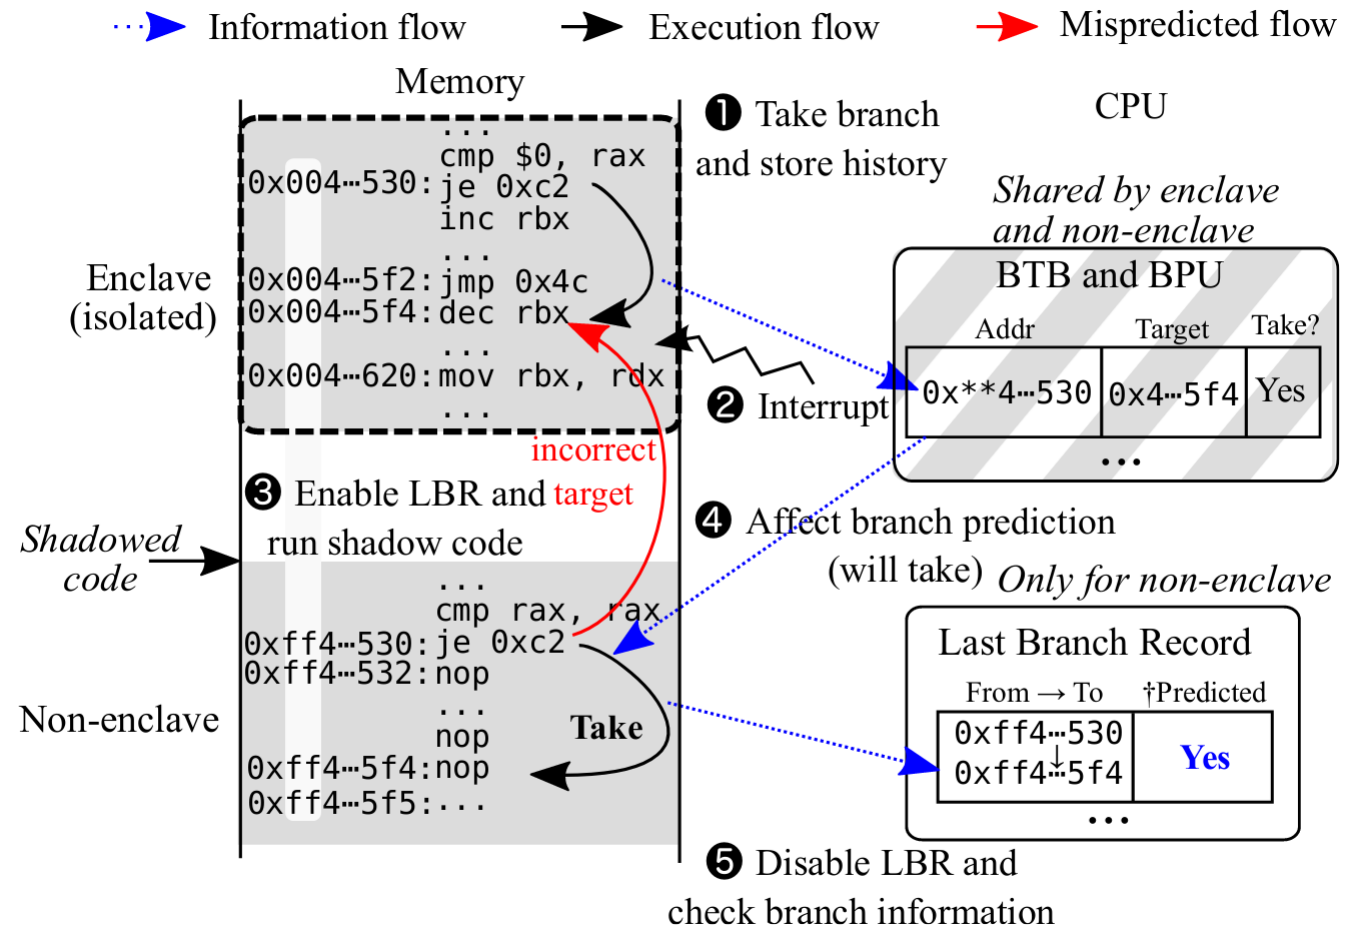 Information flow
Execution flow
Mispredicted flow
Memory
❶ Take branch
and store history
CPU
...
cmp $0, rax
0x004⋯530: je 0xc2
inc rbx
...
0x004⋯5f2: jmp 0x4c
0x004⋯5f4: dec rbx
...
0x004⋯620: mov rbx, rdx
...
Enclave
(isolated)
Shared by enclave
and non-enclave
BTB and BPU
Addr Target Take?
0x**4⋯530 0x4⋯5f4 Yes
...
❷ Interrupt
incorrect
target
❸ Enable LBR and
run shadow code
❹ Affect branch prediction
(will take)
Shadowed
code
...
cmp rax, rax
0xff4⋯530: je 0xc2
0xff4⋯532: nop
...
nop
0xff4⋯5f4: nop
0xff4⋯5f5: ...
Take
Non-enclave
Only for non-enclave
Last Branch Record
From → To †Predicted
0xff4⋯530
↓
0xff4⋯5f4
Yes
...
❺ Disable LBR and
check branch information